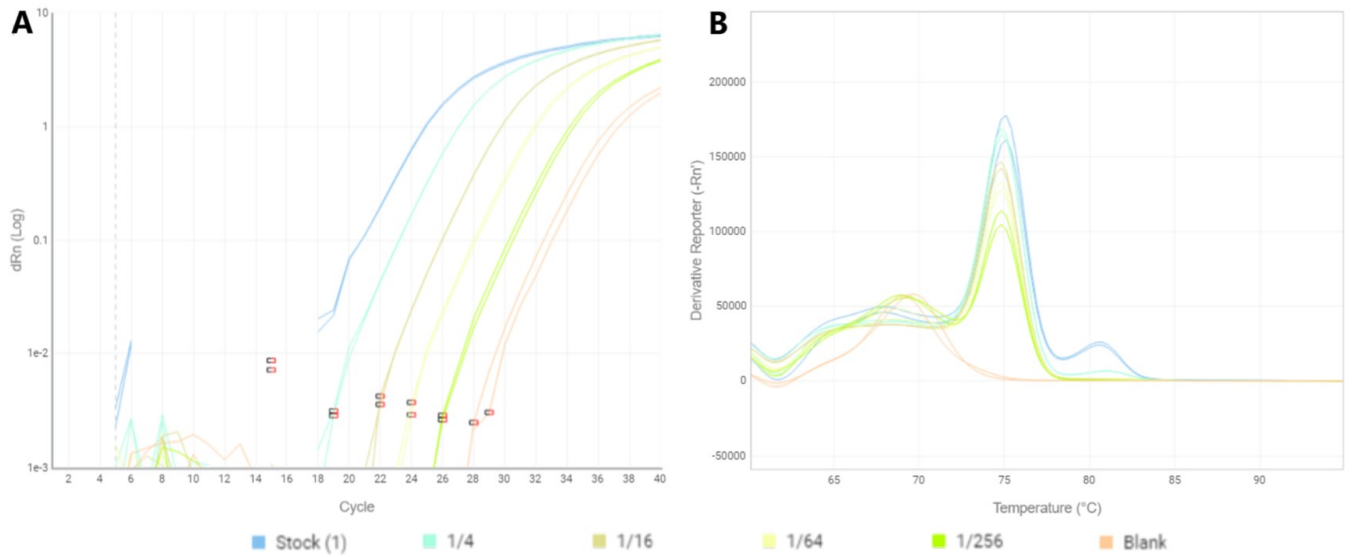 A
10
1
0.1
1e-2
1e-3
dRn (Log)
2 4 6 8 10 12 14 16 18 20 22 24 26 28 30 32 34 36 38 40
Cycle
B
200000
150000
100000
50000
0
-50000
Derivative Reporter (-Rn')
65 70 75 80 85 90
Temperature (°C)
Stock (1) 1/4 1/16 1/64 1/256 Blank